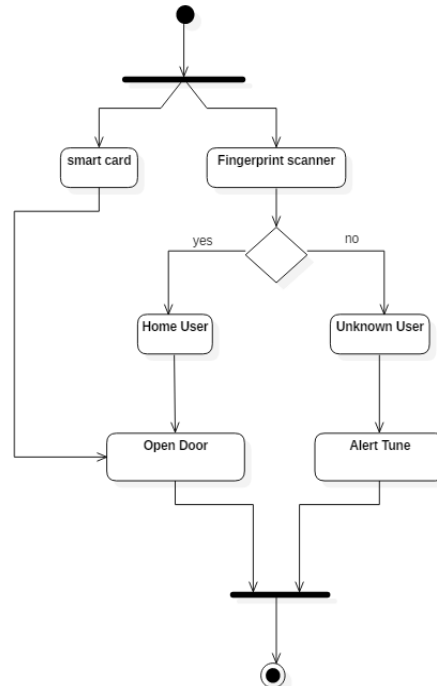 smart card
Fingerprint scanner
yes
no
Home User
Unknown User
Open Door
Alert Tune